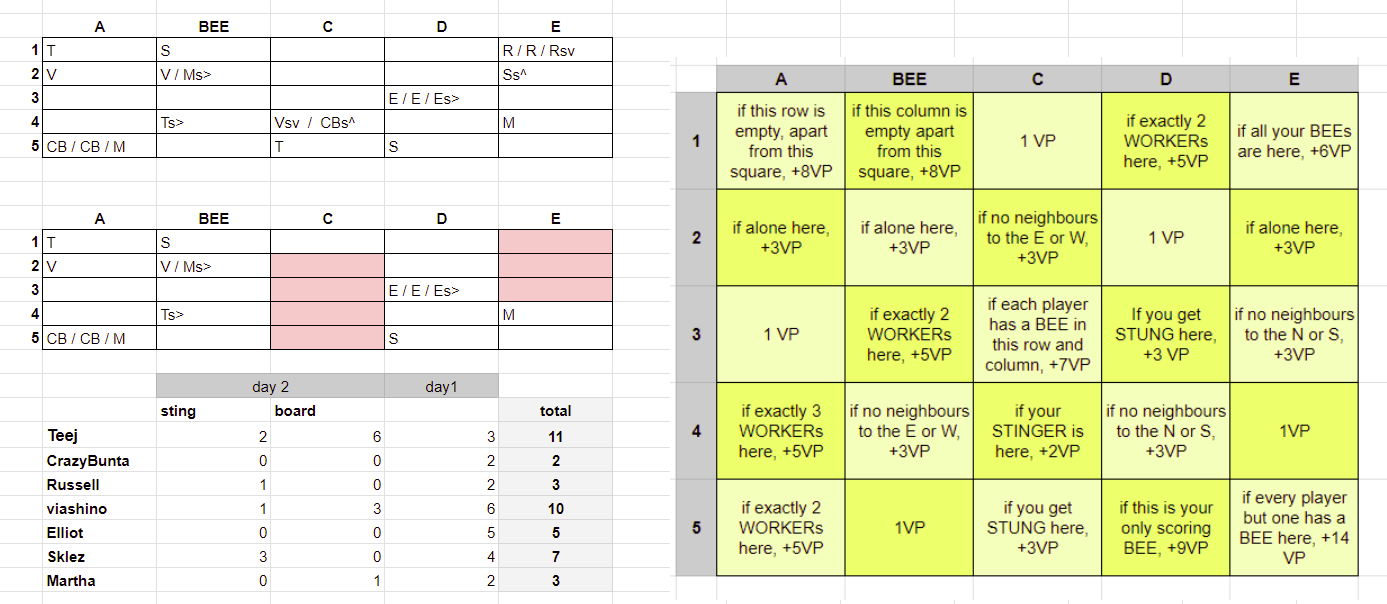 A BEE C D E
1 T S R / R / Rsv
2 V V / Ms> Ss^
3 E / E / Es>
4 Ts> Vsv / CBs^ M
5 CB / CB / M T S
A BEE C D E
1 T S
2 V V / Ms>
3 E / E / Es>
4 Ts> M
5 CB / CB / M S
day 2 day1
sting board total
Teej 2 6 3 11
CrazyBunta 0 0 2 2
Russell 1 0 2 3
viashino 1 3 6 10
Elliot 0 0 5 5
Sklez 3 0 4 7
Martha 0 1 2 3
A BEE C D E
1
if this row is
empty, apart
from this
square, +8VP
if this column is
empty apart
from this
square, +8VP
1 VP
if exactly 2
WORKERs
here, +5VP
if all your BEEs
are here, +6VP
2
if alone here,
+3VP
if alone here,
+3VP
if no neighbours
to the E or W,
+3VP
1 VP
if alone here,
+3VP
3
1 VP
if exactly 2
WORKERs
here, +5VP
if each player
has a BEE in
this row and
column, +7VP
If you get
STUNG here,
+3 VP
if no neighbours
to the N or S,
+3VP
4
if exactly 3
WORKERs
here, +5VP
if no neighbours
to the E or W,
+3VP
if your
STINGER is
here, +2VP
if no neighbours
to the N or S,
+3VP
1VP
5
if exactly 2
WORKERs
here, +5VP
1VP
if you get
STUNG here,
+3VP
if this is your
only scoring
BEE, +9VP
if every player
but one has a
BEE here, +14
VP